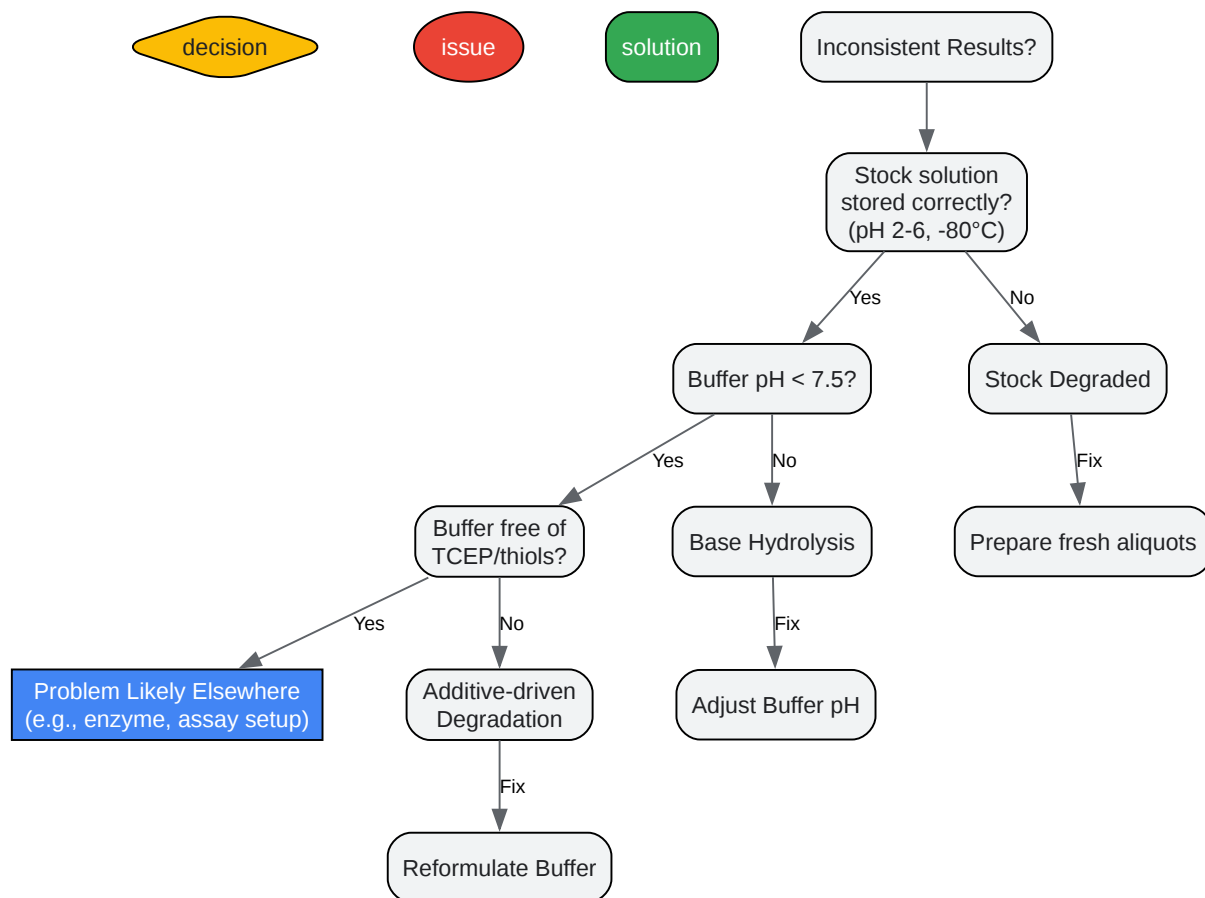 decision
issue
solution
Inconsistent Results?
Stock solution
stored correctly?
(pH 2-6, -80°C)
Yes
No
Buffer pH < 7.5?
Stock Degraded
Yes
No
Fix
Buffer free of
TCEP/thiols?
Base Hydrolysis
Prepare fresh aliquots
Yes
No
Fix
Problem Likely Elsewhere
(e.g., enzyme, assay setup)
Additive-driven
Degradation
Adjust Buffer pH
Fix
Reformulate Buffer